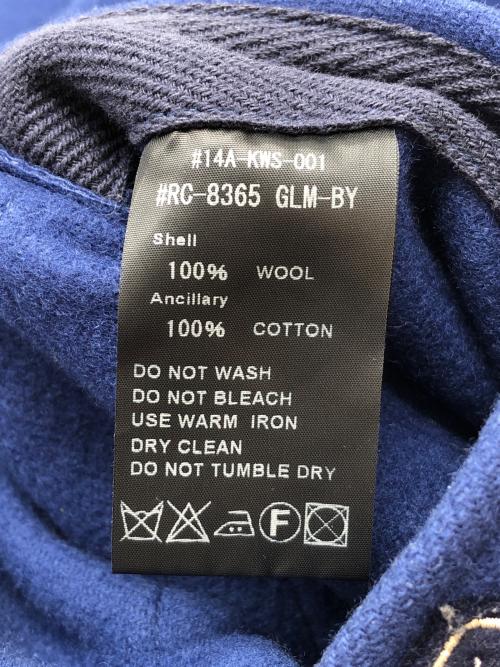 #14A-KWS-001
#RC-8365 GLM-BY
Shell
100% WOOL
Ancillary
100% COTTON
DO NOT WASH
DO NOT BLEACH
USE WARM IRON
DRY CLEAN
DO NOT TUMBLE DRY
F